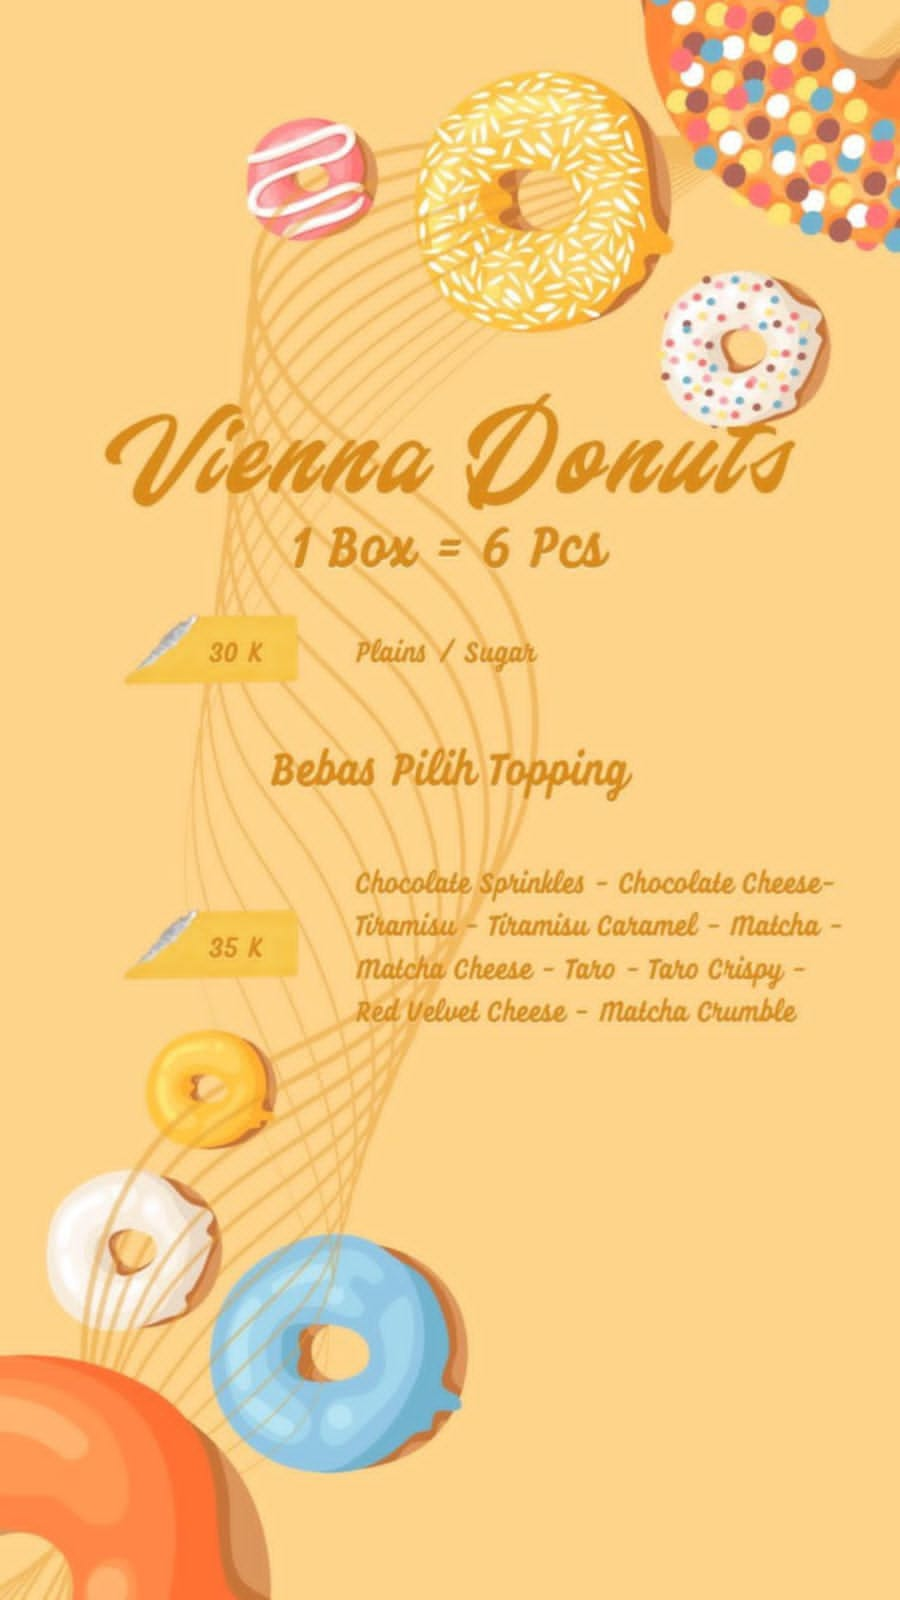 Vienna Donuts
1 Box = 6 Pcs
30 K
Plains / Sugar
Bebas Pilih Topping
35 K
Chocolate Sprinkles - Chocolate Cheese-
Tiramisu - Tiramisu Caramel - Matcha -
Matcha Cheese - Taro - Taro Crispy -
Red Velvet Cheese - Matcha Crumble